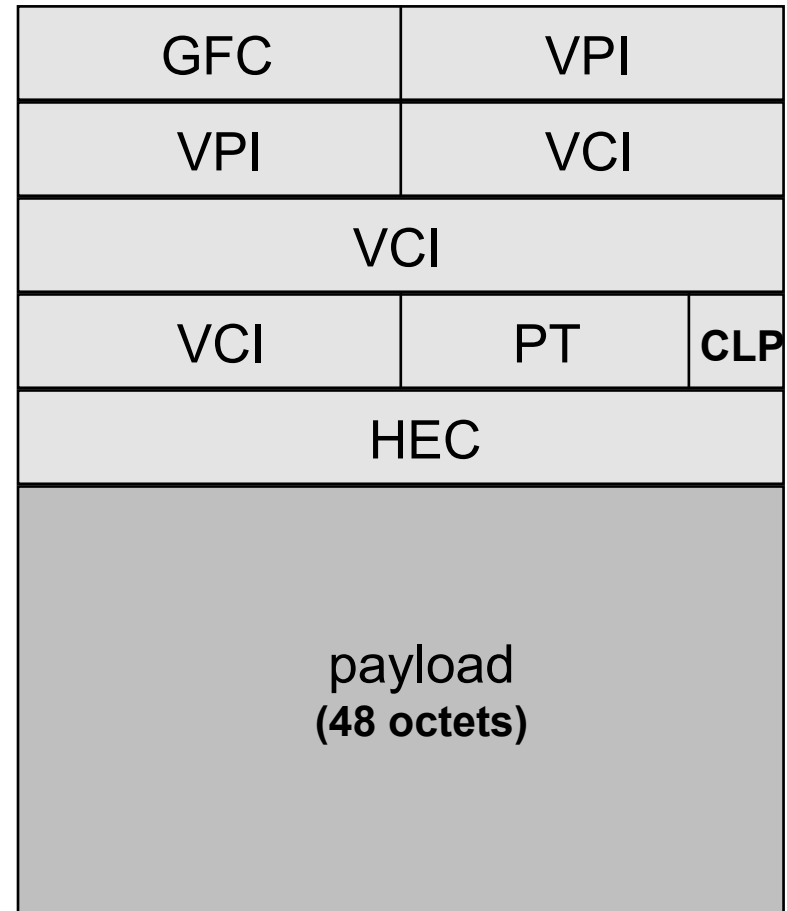 GFC VPI
VPI VCI
VCI
VCI PT CLP
HEC
payload
(48 octets)